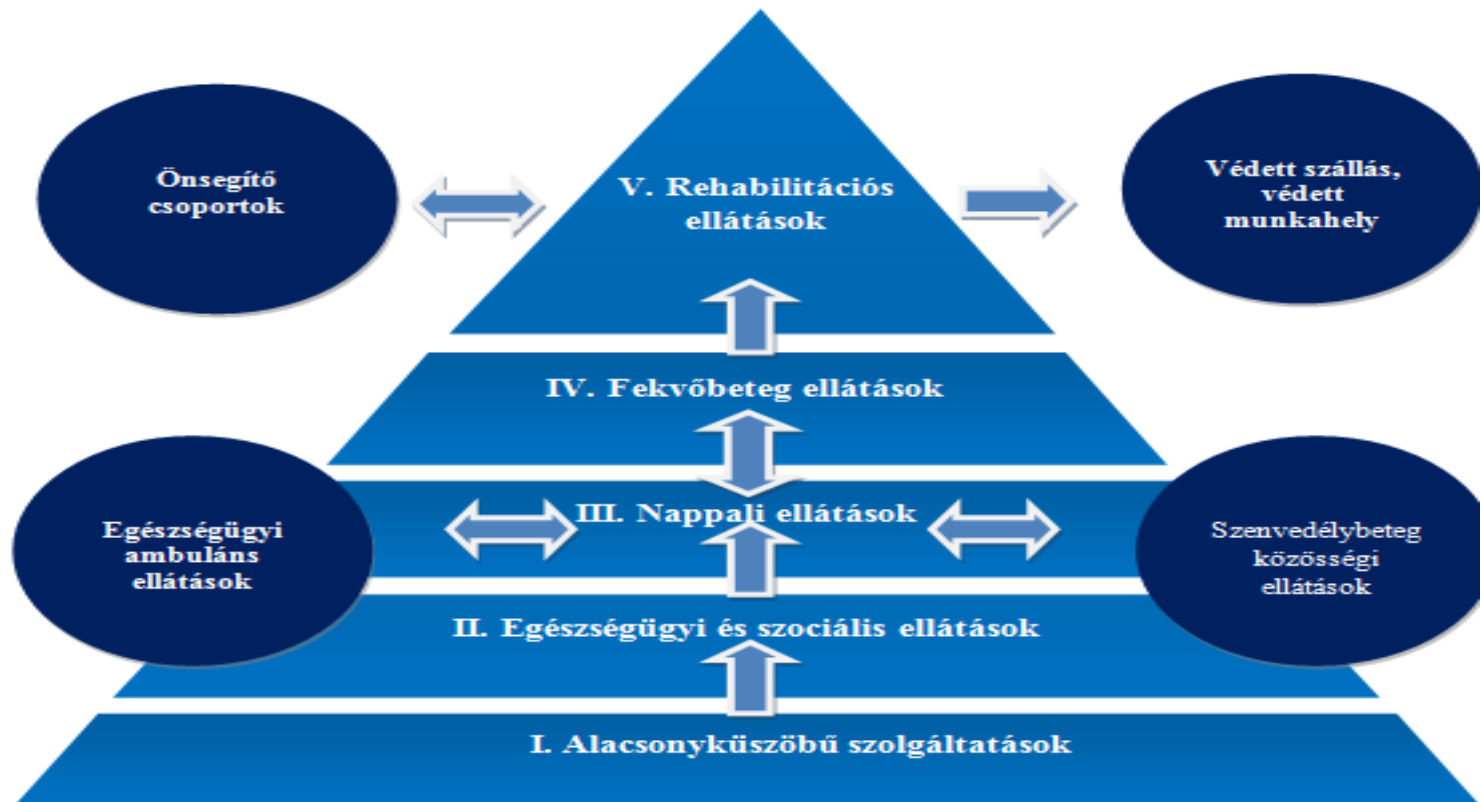 Önsegítő
csoportok
V. Rehabilitációs
ellátások
Védett szállás,
védett
munkahely
IV. Fekvőbeteg ellátások
Egészségügyi
ambuláns
ellátások
III. Nappali ellátások
Szenvedélybeteg
közösségi
ellátások
II. Egészségügyi és szociális ellátások
I. Alacsonyküszöbű szolgáltatások